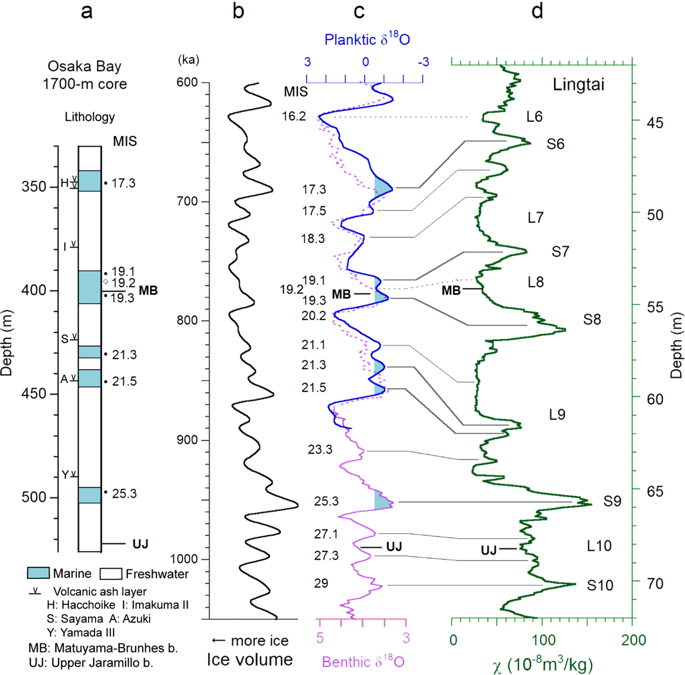 a
b
c
d
Osaka Bay
1700-m core
Lithology
MIS
Depth (m)
350
400
450
500
H
I
S
A
Y
17.3
19.1
19.2
19.3
MB
21.3
21.5
25.3
UJ
Marine
Freshwater
Volcanic ash layer
H: Hacchoike I: Imakuma II
S: Sayama A: Azuki
Y: Yamada III
MB: Matuyama-Brunhes b.
UJ: Upper Jaramillo b.
(ka)
600
700
800
900
1000
← more ice
Ice volume
Planktic δ18O
3
0
-3
MIS
16.2
17.3
17.5
18.3
19.1
19.2
MB
19.3
20.2
21.1
21.3
21.5
23.3
25.3
27.1
UJ
27.3
29
5
3
Benthic δ18O
Lingtai
L6
S6
L7
S7
L8
MB
S8
L9
S9
L10
UJ
S10
45
50
55
60
65
70
Depth (m)
0
100
200
χ (10-8m3/kg)